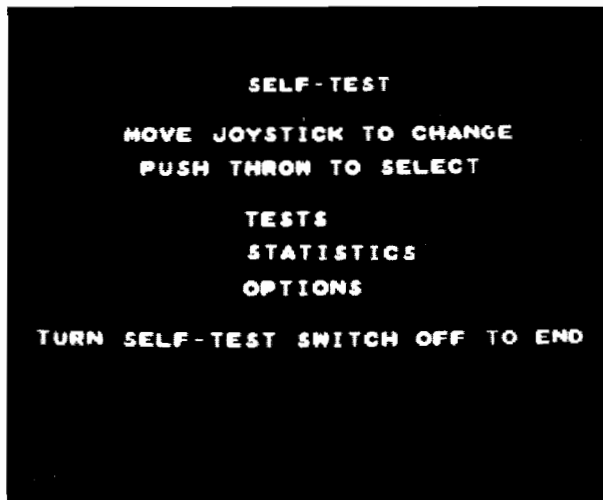 SELF-TEST
MOVE JOYSTICK TO CHANGE
PUSH THROW TO SELECT
TESTS
STATISTICS
OPTIONS
TURN SELF-TEST SWITCH OFF TO END